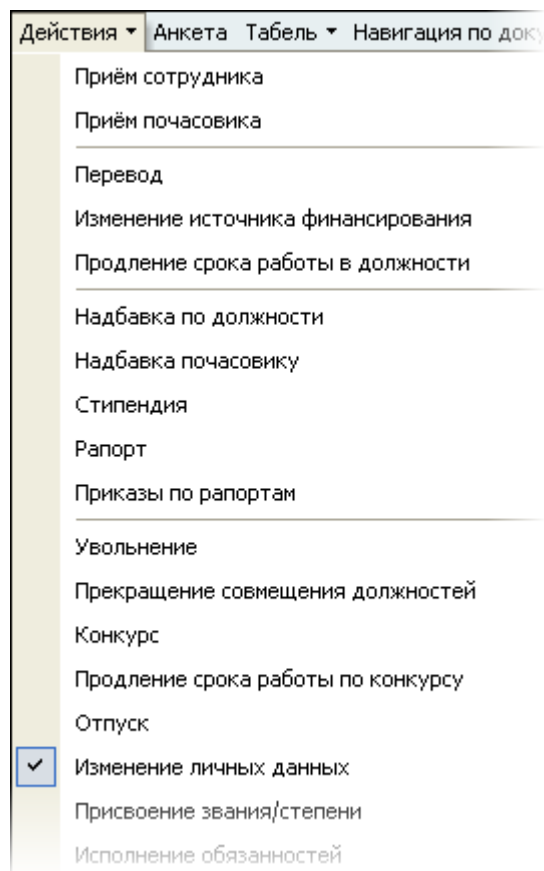 Действия Анкета Табель Навигация по доку
Приём сотрудника
Приём почасовика
Перевод
Изменение источника финансирования
Продление срока работы в должности
Надбавка по должности
Надбавка почасовику
Стипендия
Рапорт
Приказы по рапортам
Увольнение
Прекращение совмещения должностей
Конкурс
Продление срока работы по конкурсу
Отпуск
Изменение личных данных
Присвоение звания/степени
Исполнение обязанностей